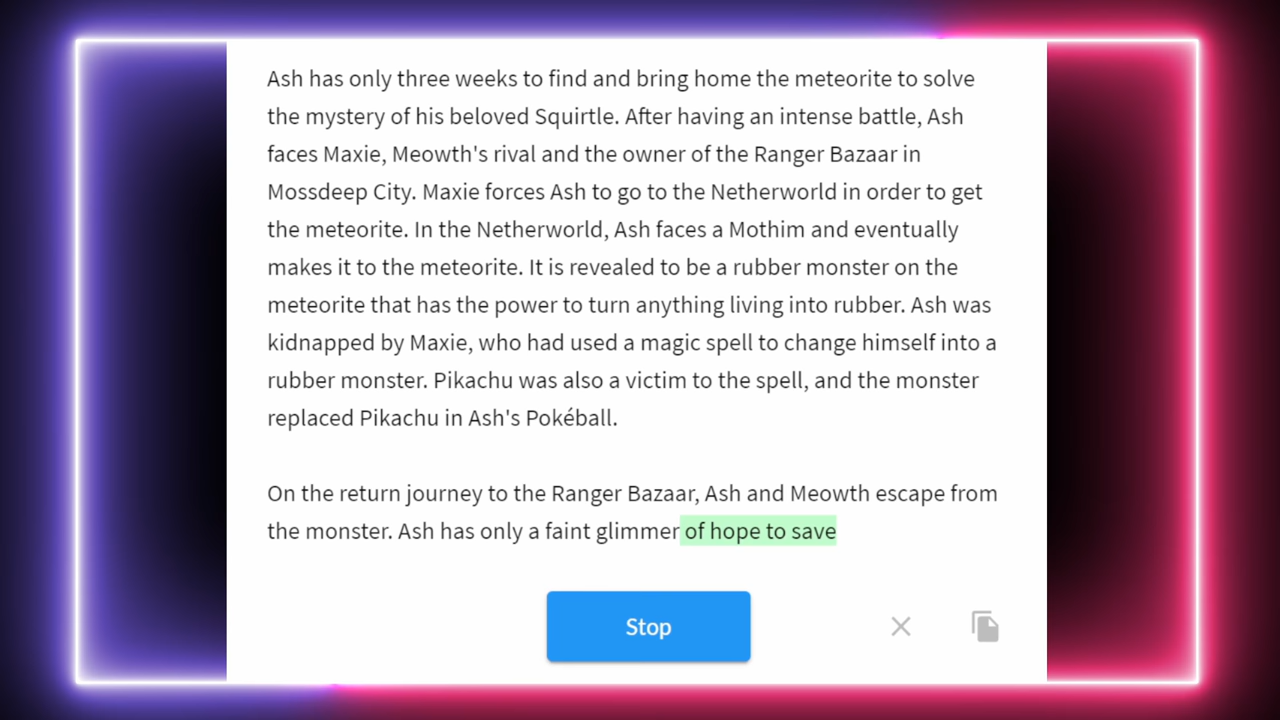 Ash has only three weeks to find and bring home the meteorite to solve
the mystery of his beloved Squirtle. After having an intense battle, Ash
faces Maxie, Meowth's rival and the owner of the Ranger Bazaar in
Mossdeep City. Maxie forces Ash to go to the Netherworld in order to get
the meteorite. In the Netherworld, Ash faces a Mothim and eventually
makes it to the meteorite. It is revealed to be a rubber monster on the
meteorite that has the power to turn anything living into rubber. Ash was
kidnapped by Maxie, who had used a magic spell to change himself into a
rubber monster. Pikachu was also a victim to the spell, and the monster
replaced Pikachu in Ash's Pokéball.
On the return journey to the Ranger Bazaar, Ash and Meowth escape from
the monster. Ash has only a faint glimmer of hope to save
Stop